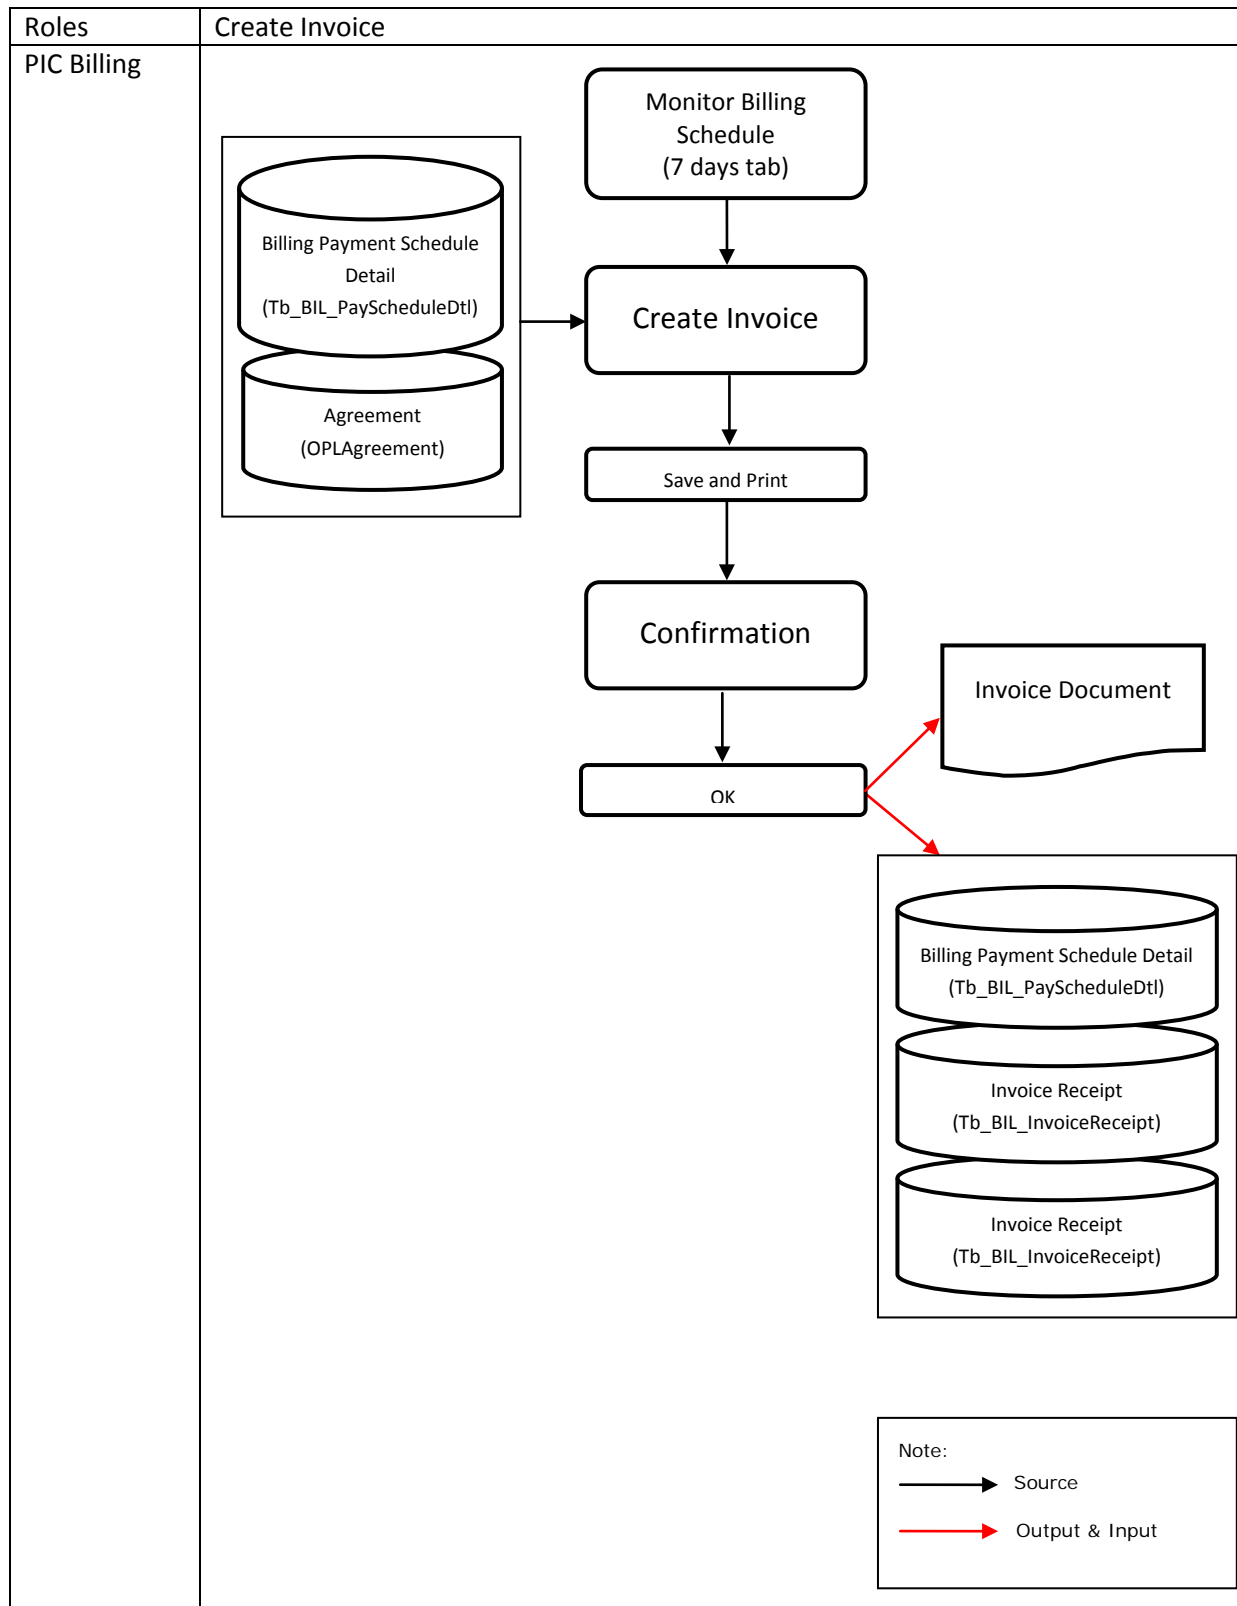 Roles
Create Invoice
PIC Billing
Monitor Billing
Schedule
(7 days tab)
Billing Payment Schedule
Detail
(Tb_BIL_PayScheduleDtl)
Agreement
(OPLAgreement)
Create Invoice
Save and Print
Confirmation
OK
Invoice Document
Billing Payment Schedule Detail
(Tb_BIL_PayScheduleDtl)
Invoice Receipt
(Tb_BIL_InvoiceReceipt)
Invoice Receipt
(Tb_BIL_InvoiceReceipt)
Note:
Source
Output & Input